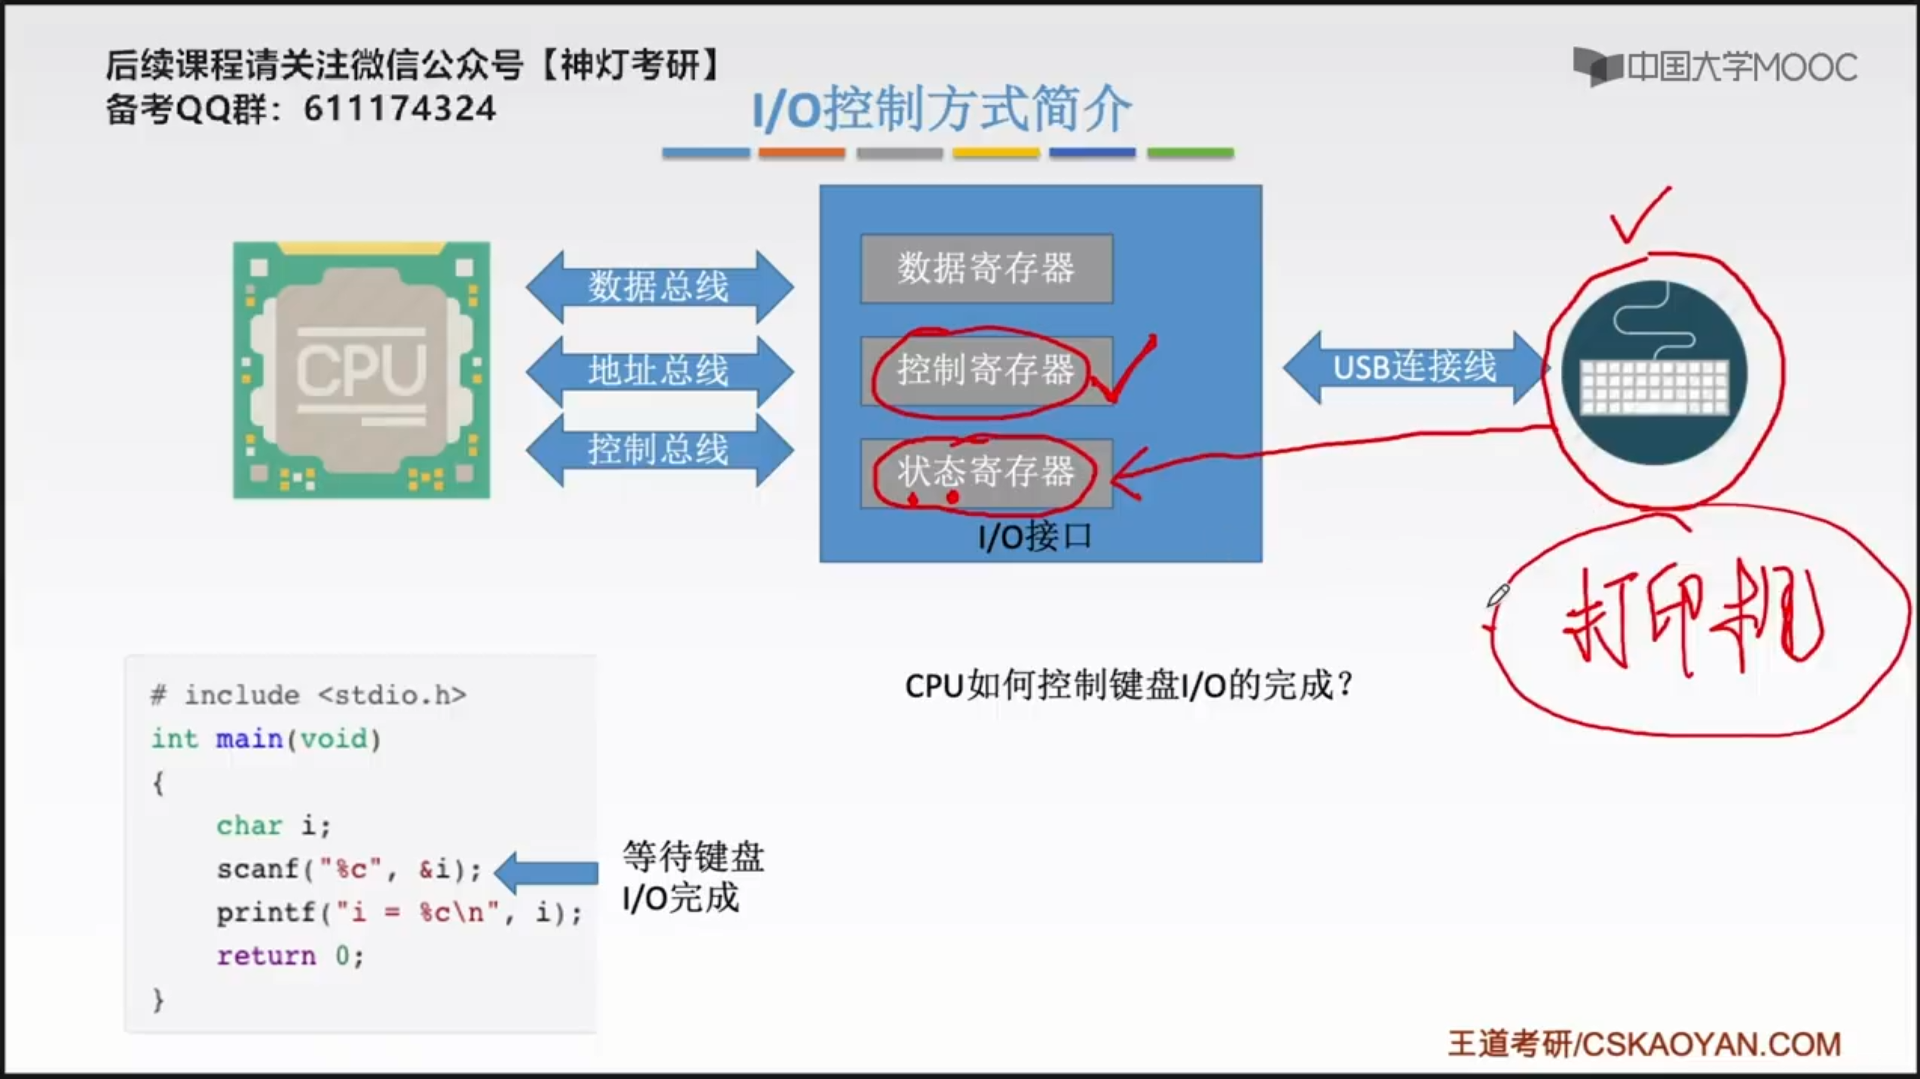 后续课程请关注微信公众号【神灯考研】
备考QQ群：611174324
中国大学MOOC
I/O控制方式简介
CPU
数据总线
地址总线
控制总线
数据寄存器
控制寄存器
状态寄存器
I/O接口
USB连接线
打印机
CPU如何控制键盘I/O的完成？
# include <stdio.h>
int main(void)
{
    char i;
    scanf("%c", &i);
    printf("i = %c\n", i);
    return 0;
}
等待键盘
I/O完成
王道考研/CSKAOYAN.COM